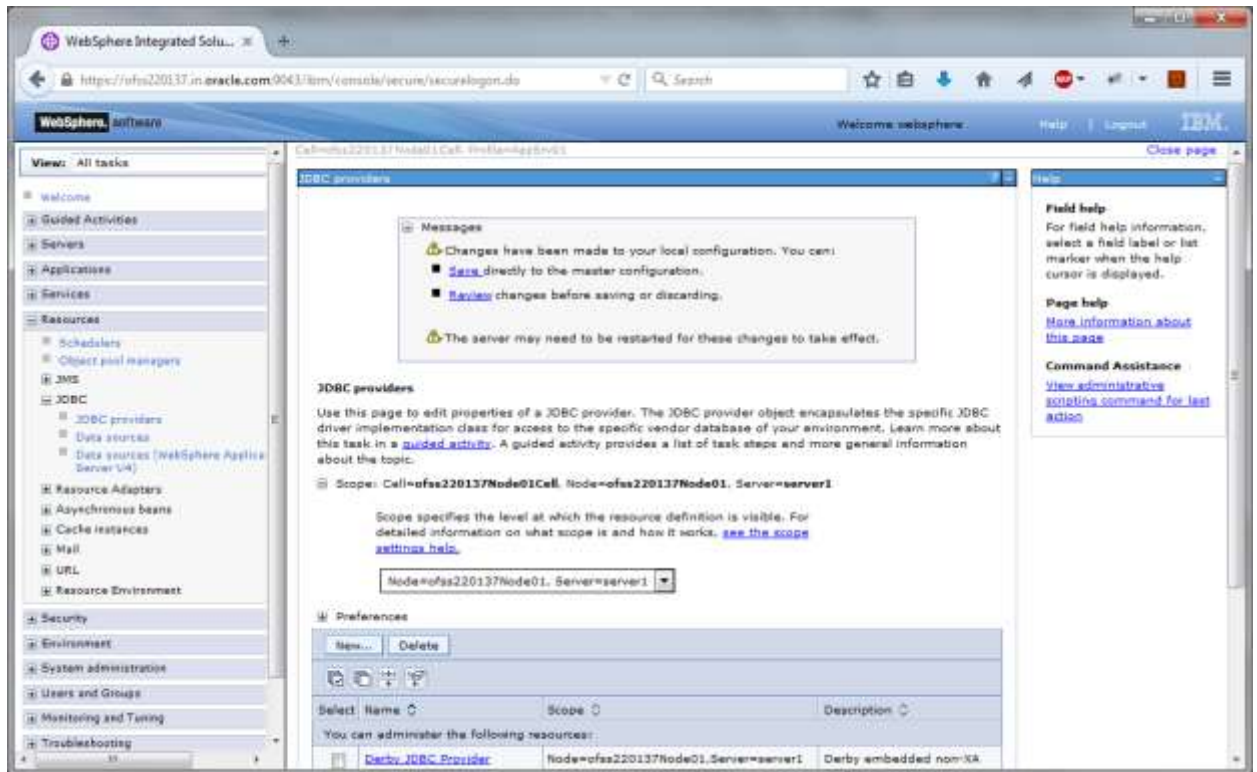 WebSphere Integrated Solu...
https://ofss220137.in.oracle.com:9043/ibm/console/secure/securelogon.do
Search
WebSphere. software
Welcome websphere
Help | Logout
IBM.
View: All tasks
Welcome
Guided Activities
Servers
Applications
Services
Resources
Schedulers
Object pool managers
JMS
JDBC
JDBC providers
Data sources
Data sources (WebSphere Applica
Server V4)
Resource Adapters
Asynchronous beans
Cache instances
Mail
URL
Resource Environment
Security
Environment
System administration
Users and Groups
Monitoring and Tuning
Troubleshooting
Cell=ofss220137Node01Cell, Profile=AppSrv01
Close page
JDBC providers
Messages
Changes have been made to your local configuration. You can:
Save directly to the master configuration.
Review changes before saving or discarding.
The server may need to be restarted for these changes to take effect.
JDBC providers
Use this page to edit properties of a JDBC provider. The JDBC provider object encapsulates the specific JDBC
driver implementation class for access to the specific vendor database of your environment. Learn more about
this task in a guided activity. A guided activity provides a list of task steps and more general information
about the topic.
Scope: Cell=ofss220137Node01Cell, Node=ofss220137Node01, Server=server1
Scope specifies the level at which the resource definition is visible. For
detailed information on what scope is and how it works, see the scope
settings help.
Node=ofss220137Node01, Server=server1
Preferences
New... Delete
Select Name Scope Description
You can administer the following resources:
Derby JDBC Provider Node=ofss220137Node01,Server=server1 Derby embedded non-XA
Help
Field help
For field help information,
select a field label or list
marker when the help
cursor is displayed.
Page help
More information about
this page
Command Assistance
View administrative
scripting command for last
action